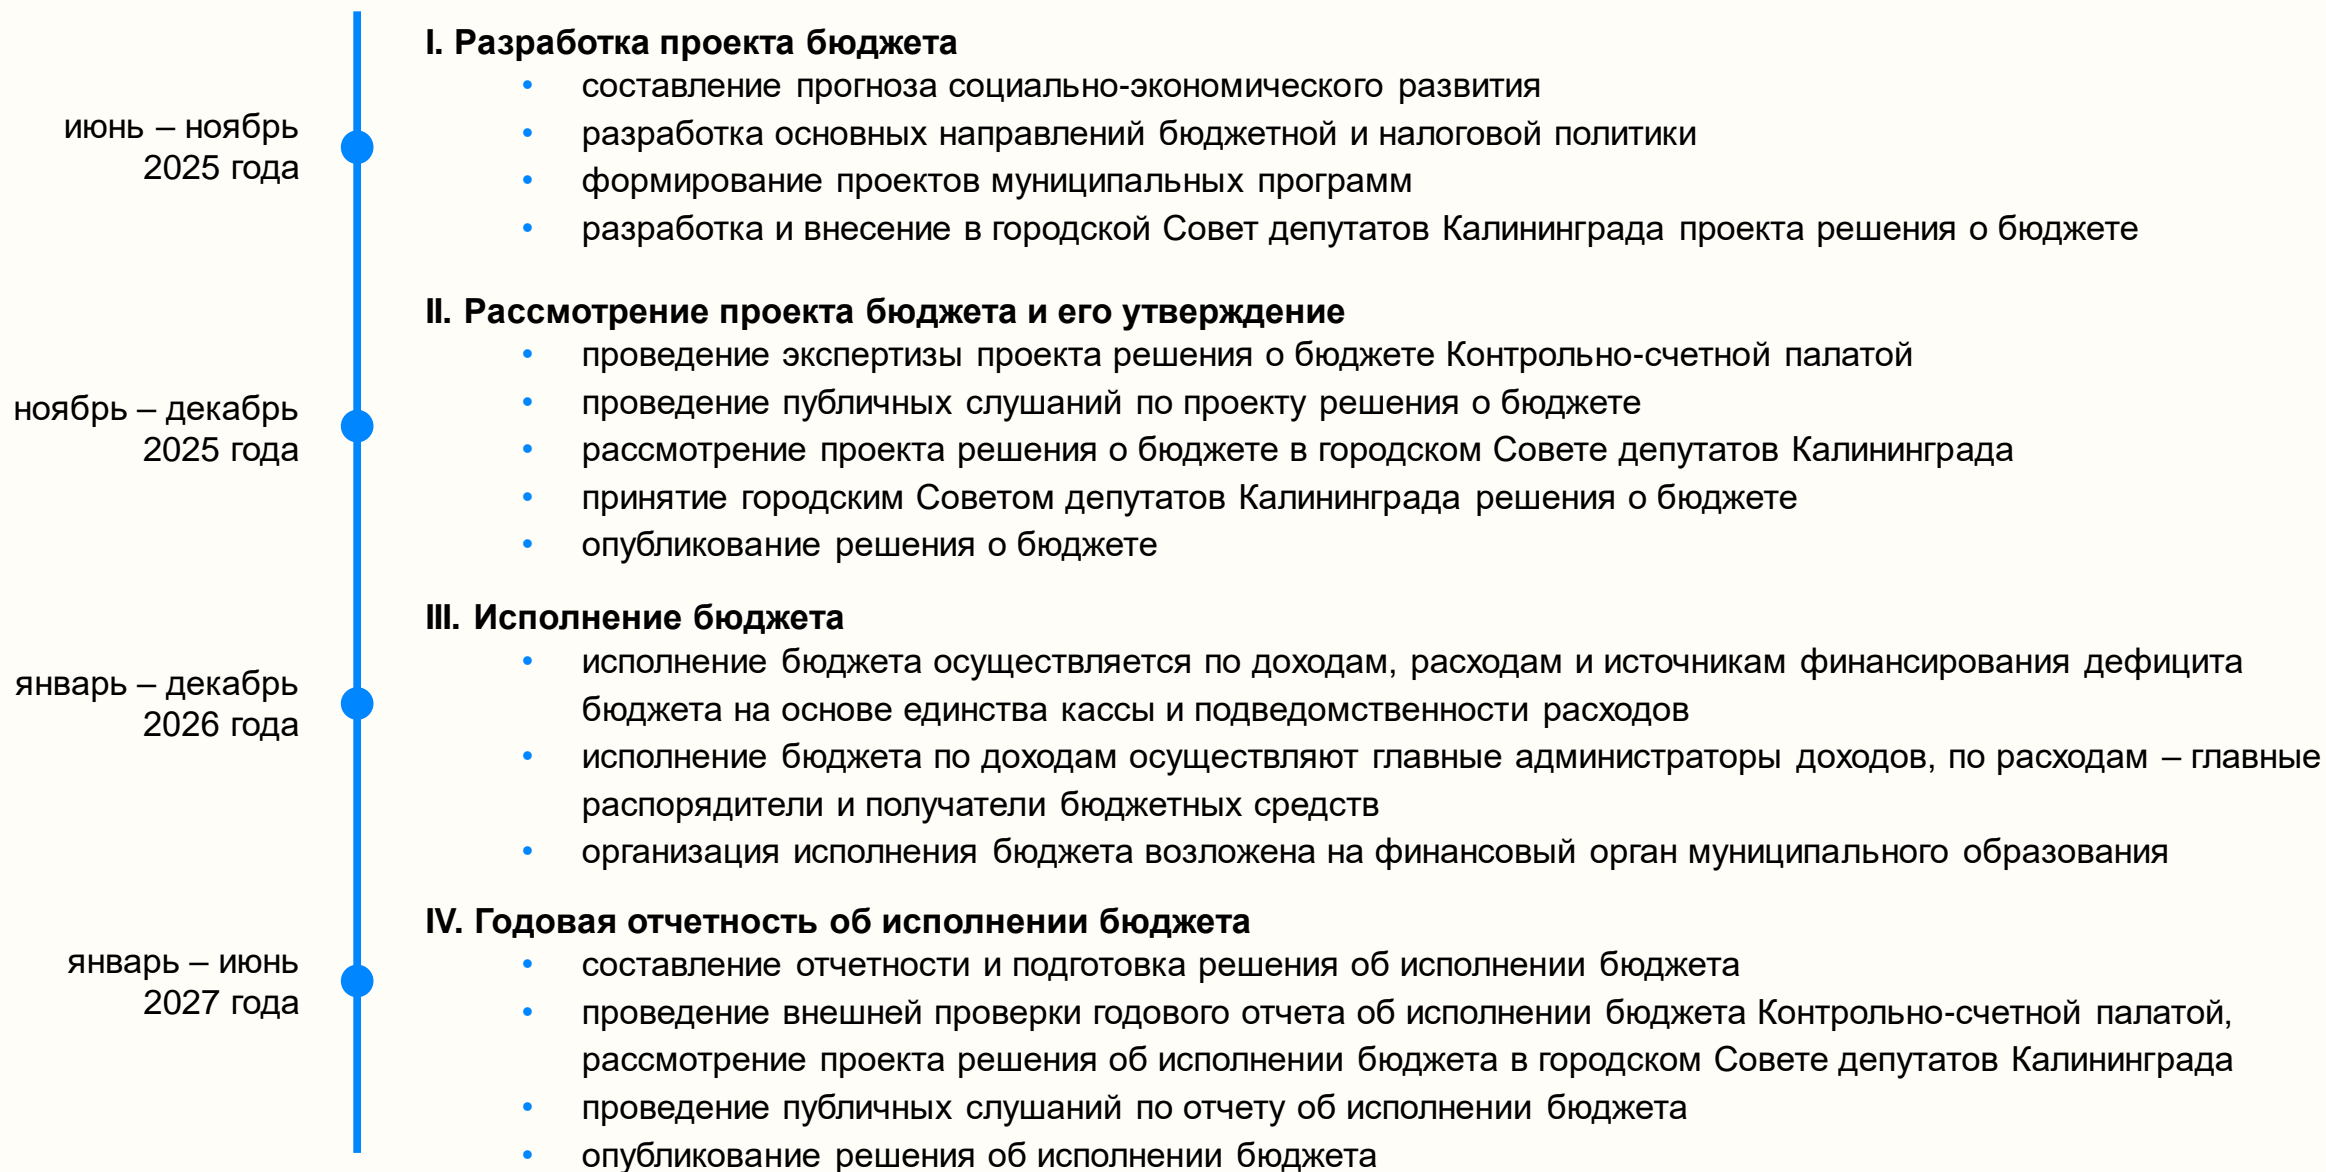 I. Разработка проекта бюджета
• составление прогноза социально-экономического развития
июнь – ноябрь
2025 года
• разработка основных направлений бюджетной и налоговой политики
• формирование проектов муниципальных программ
• разработка и внесение в городской Совет депутатов Калининграда проекта решения о бюджете
II. Рассмотрение проекта бюджета и его утверждение
• проведение экспертизы проекта решения о бюджете Контрольно-счетной палатой
ноябрь – декабрь
2025 года
• проведение публичных слушаний по проекту решения о бюджете
• рассмотрение проекта решения о бюджете в городском Совете депутатов Калининграда
• принятие городским Советом депутатов Калининграда решения о бюджете
• опубликование решения о бюджете
III. Исполнение бюджета
январь – декабрь
2026 года
• исполнение бюджета осуществляется по доходам, расходам и источникам финансирования дефицита
бюджета на основе единства кассы и подведомственности расходов
• исполнение бюджета по доходам осуществляют главные администраторы доходов, по расходам – главные
распорядители и получатели бюджетных средств
• организация исполнения бюджета возложена на финансовый орган муниципального образования
IV. Годовая отчетность об исполнении бюджета
январь – июнь
2027 года
• составление отчетности и подготовка решения об исполнении бюджета
• проведение внешней проверки годового отчета об исполнении бюджета Контрольно-счетной палатой,
рассмотрение проекта решения об исполнении бюджета в городском Совете депутатов Калининграда
• проведение публичных слушаний по отчету об исполнении бюджета
• опубликование решения об исполнении бюджета